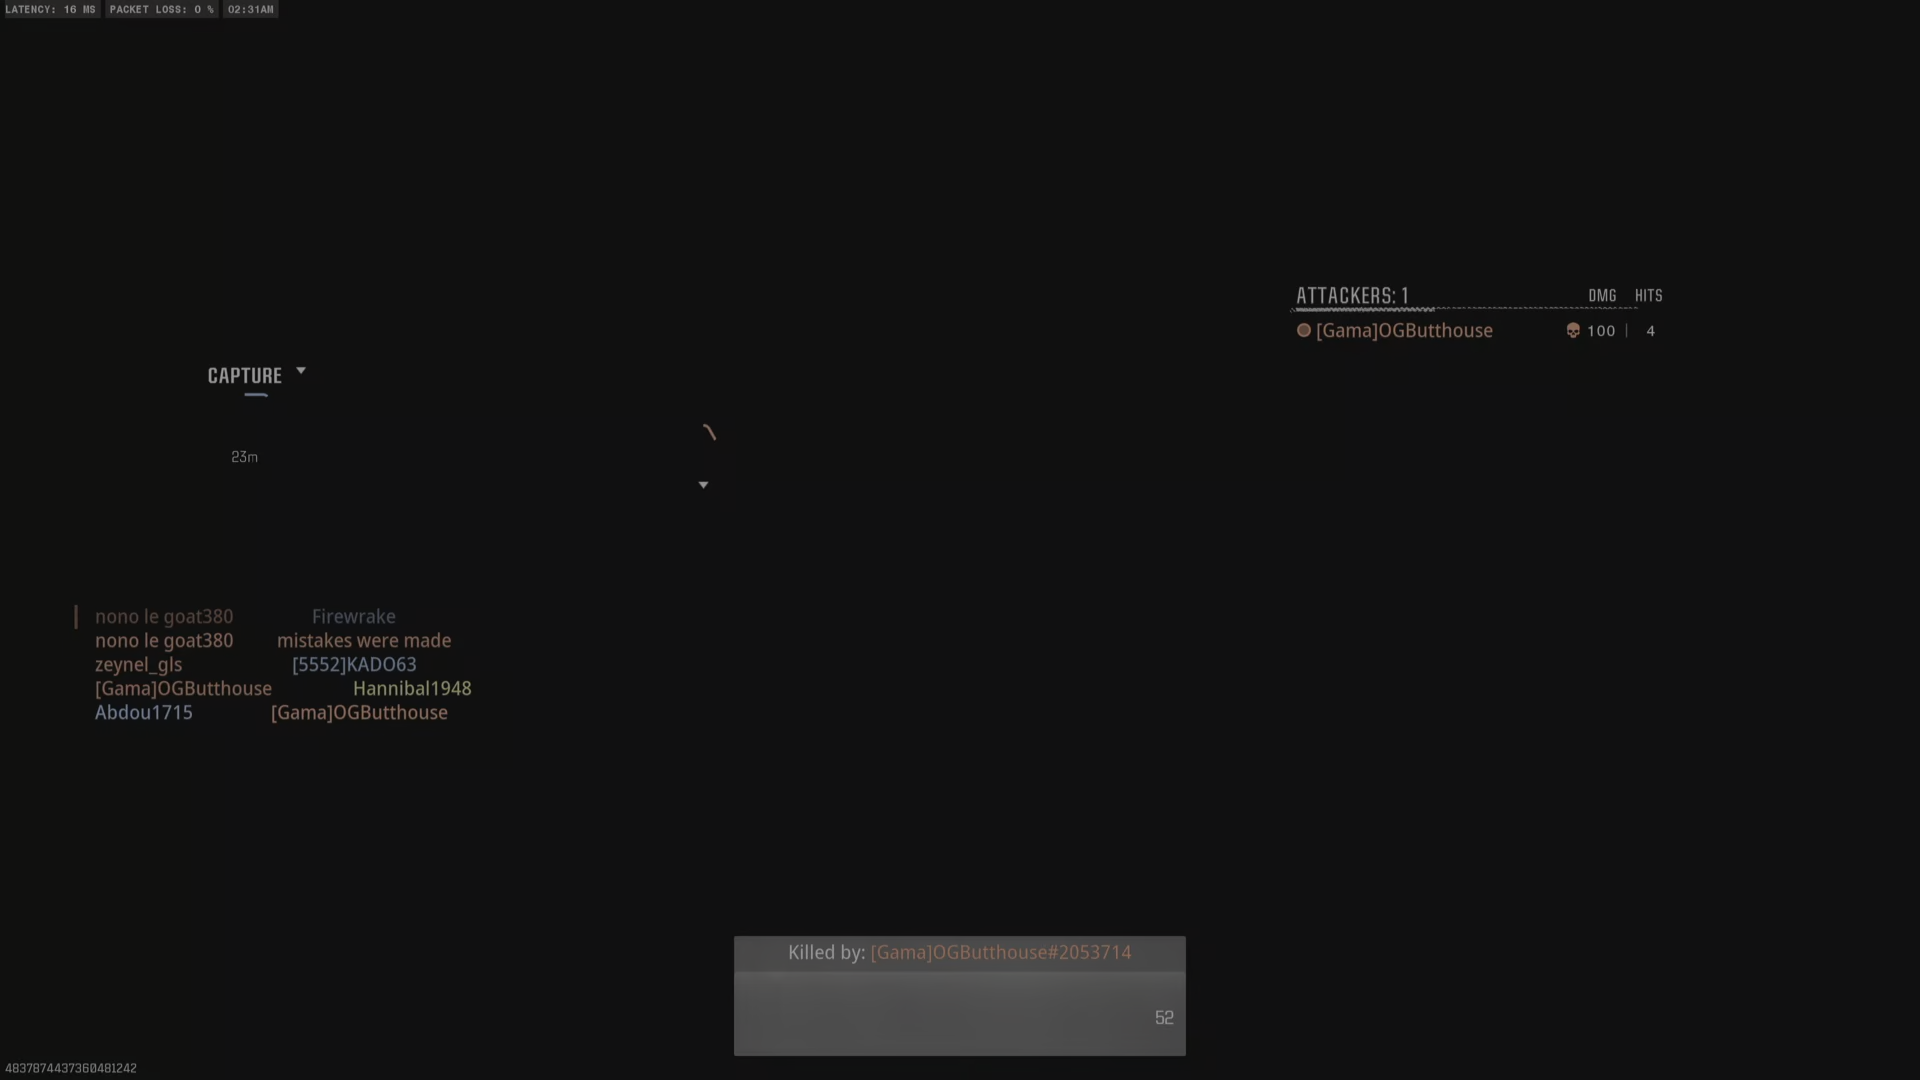 LATENCY: 16 MS PACKET LOSS: 0 % 02:31AM
ATTACKERS: 1 DMG HITS
[Gama]OGButthouse 100 | 4
CAPTURE
23m
nono le goat380 Firewrake
nono le goat380 mistakes were made
zeynel_gls [5552]KADO63
[Gama]OGButthouse Hannibal1948
Abdou1715 [Gama]OGButthouse
Killed by: [Gama]OGButthouse#2053714
52
4837874437360481242